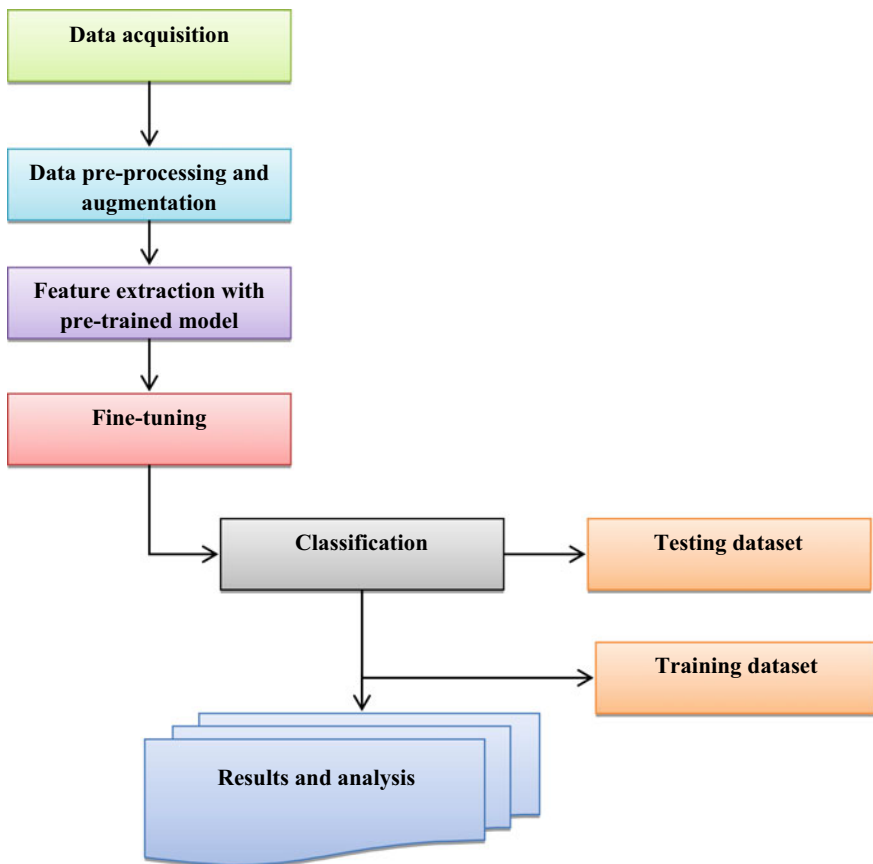 Data acquisition
Data pre-processing and
augmentation
Feature extraction with
pre-trained model
Fine-tuning
Classification
Testing dataset
Training dataset
Results and analysis